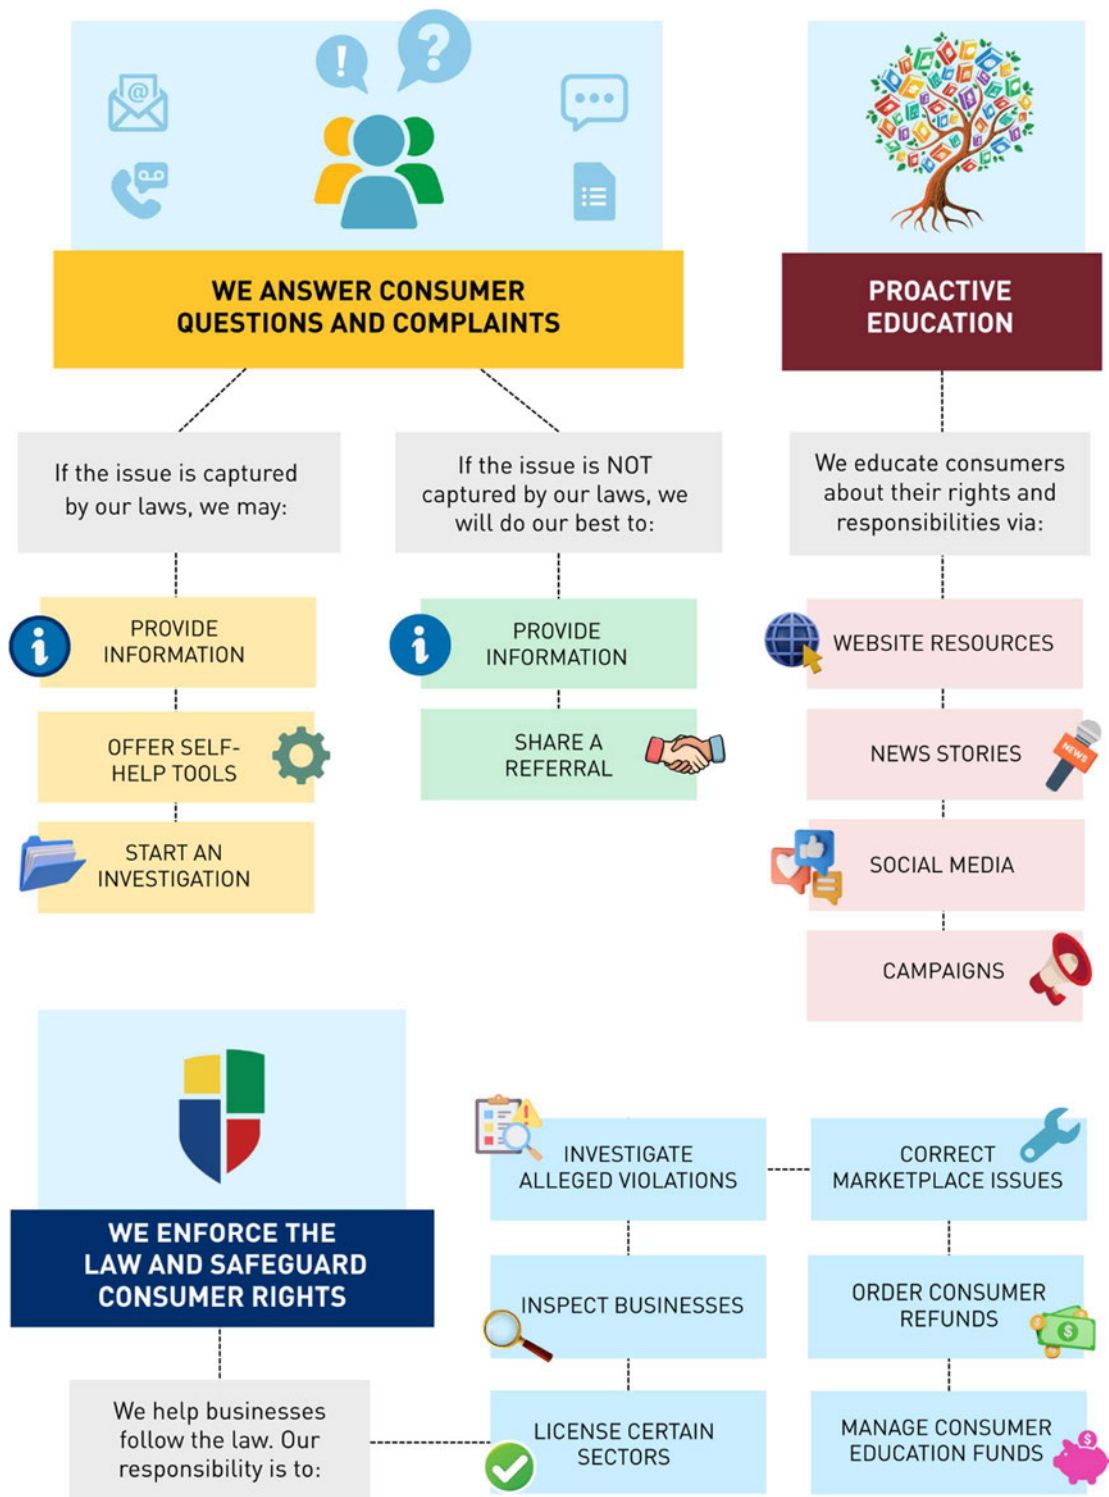 WE ANSWER CONSUMER
QUESTIONS AND COMPLAINTS
If the issue is captured
by our laws, we may:
PROVIDE
INFORMATION
OFFER SELF-
HELP TOOLS
START AN
INVESTIGATION
If the issue is NOT
captured by our laws, we
will do our best to:
PROVIDE
INFORMATION
SHARE A
REFERRAL
PROACTIVE
EDUCATION
We educate consumers
about their rights and
responsibilities via:
WEBSITE RESOURCES
NEWS STORIES
NEWS
SOCIAL MEDIA
CAMPAIGNS
WE ENFORCE THE
LAW AND SAFEGUARD
CONSUMER RIGHTS
We help businesses
follow the law. Our
responsibility is to:
INVESTIGATE
ALLEGED VIOLATIONS
INSPECT BUSINESSES
LICENSE CERTAIN
SECTORS
CORRECT
MARKETPLACE ISSUES
ORDER CONSUMER
REFUNDS
MANAGE CONSUMER
EDUCATION FUNDS